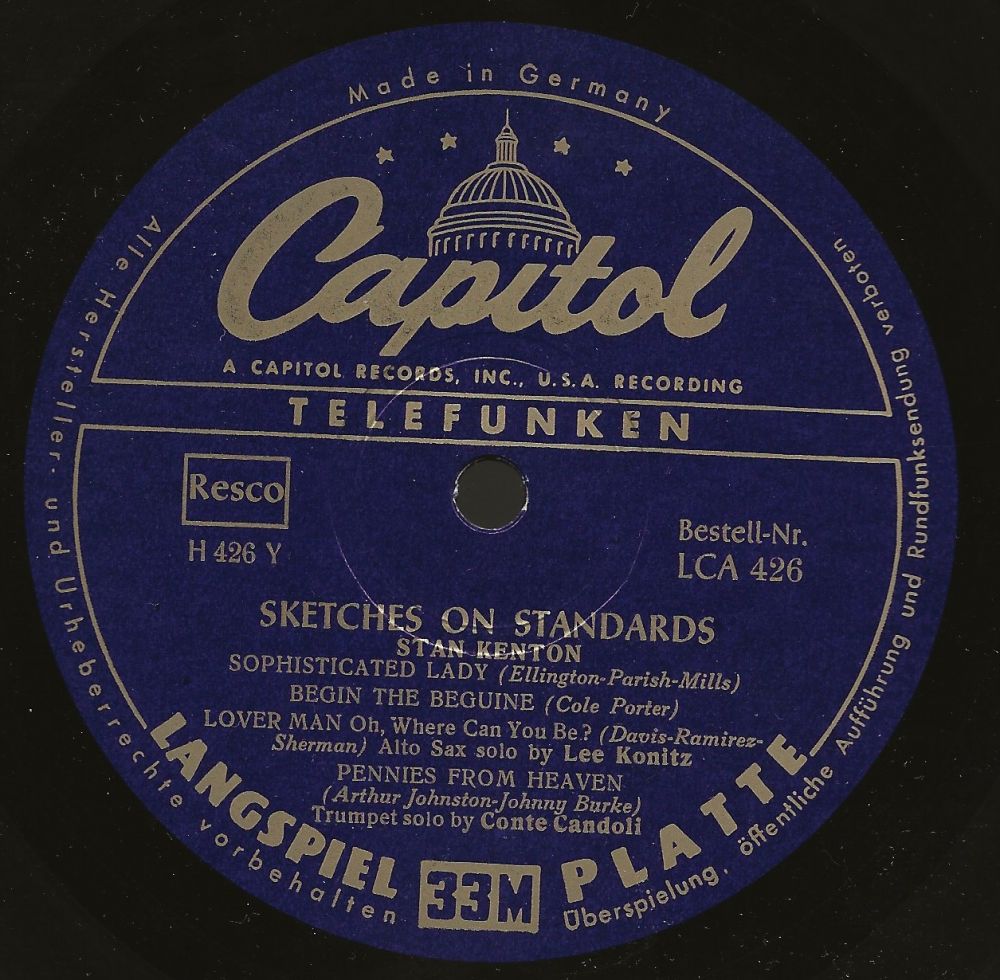 Made in Germany
Capitol
A CAPITOL RECORDS, INC., U.S.A. RECORDING
TELEFUNKEN
Resco
H 426 Y
Bestell-Nr.
LCA 426
SKETCHES ON STANDARDS
STAN KENTON
SOPHISTICATED LADY (Ellington-Parish-Mills)
BEGIN THE BEGUINE (Cole Porter)
LOVER MAN Oh, Where Can You Be? (Davis-Ramirez-
Sherman) Alto Sax solo by Lee Konitz
PENNIES FROM HEAVEN
(Arthur Johnston-Johnny Burke)
Trumpet solo by Conte Candoli
LANGSPIEL 33M PLATTE
Alle Hersteller- und Urheberrechte vorbehalten
Überspielung, öffentliche Aufführung und Rundfunksendung verboten